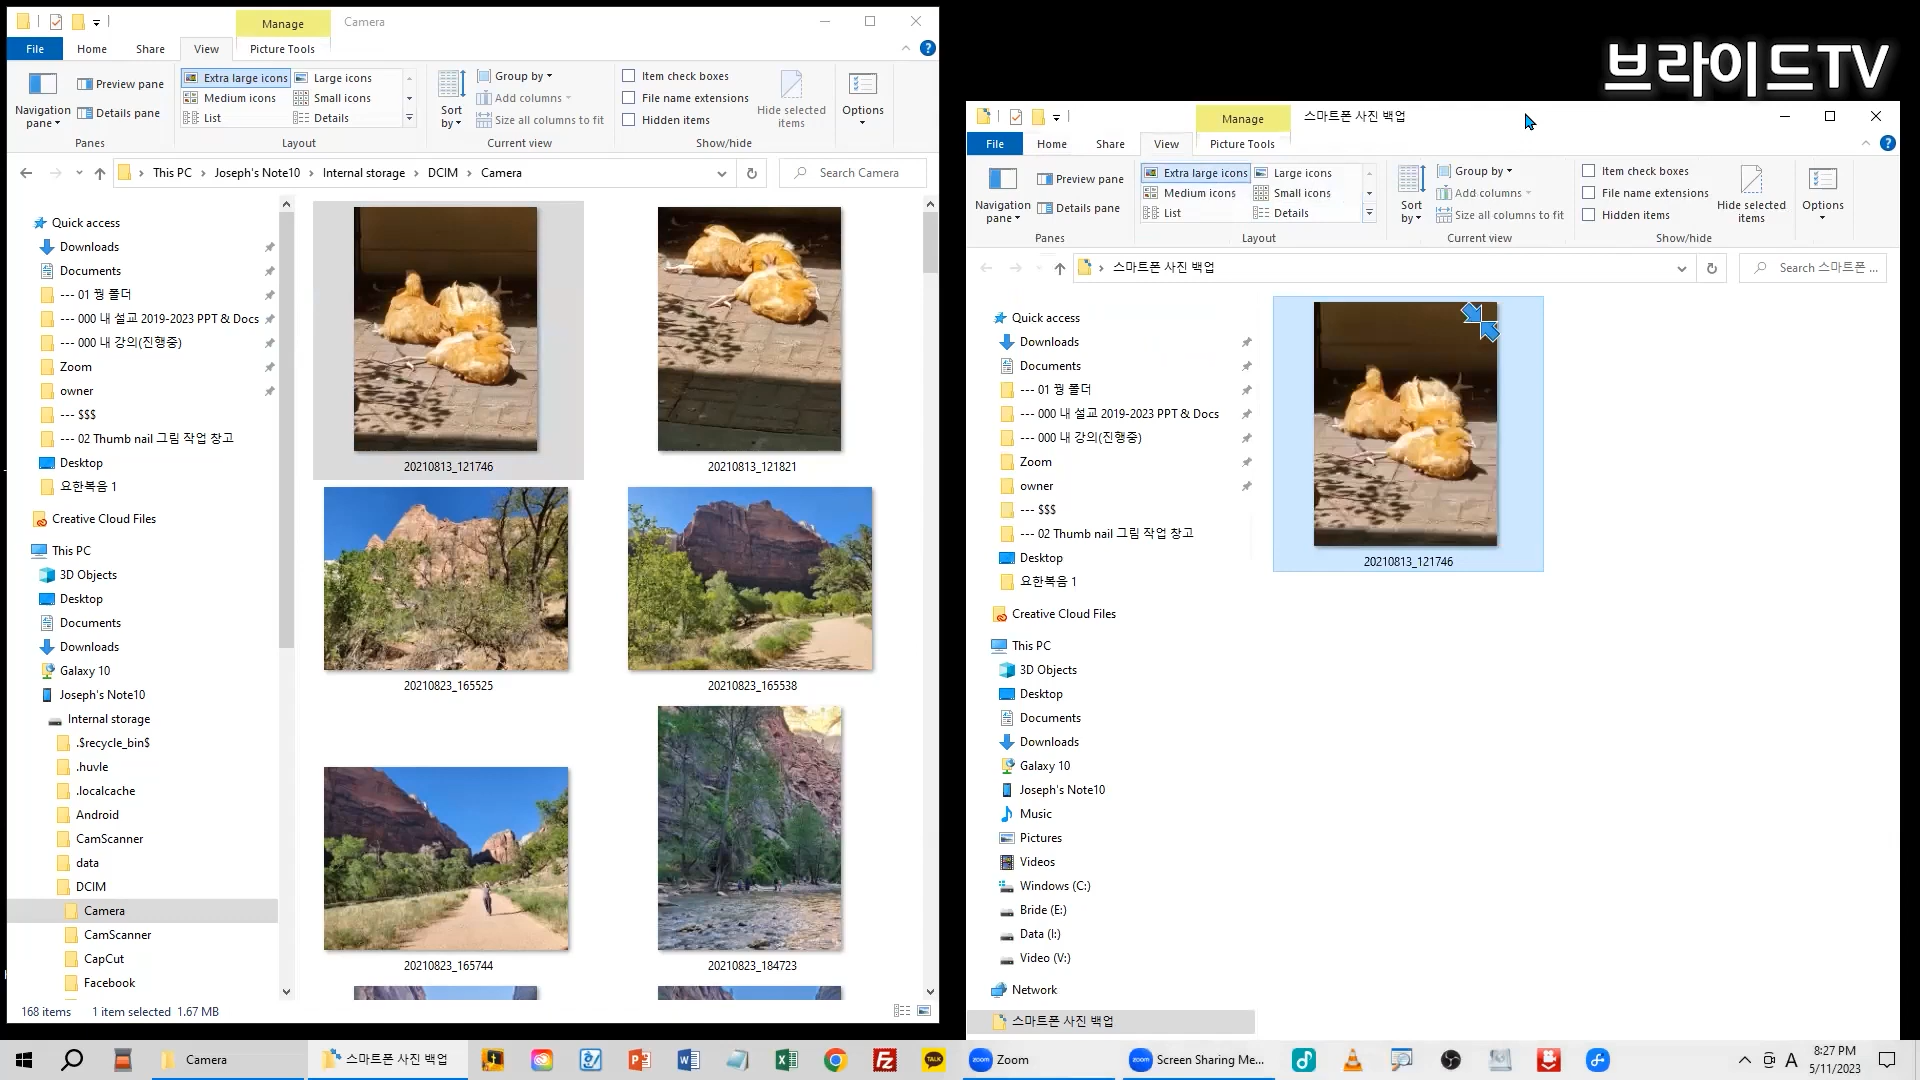 브라이드TV
Manage
Camera
File
Home
Share
View
Picture Tools
Navigation pane
Preview pane
Details pane
Extra large icons
Large icons
Medium icons
Small icons
List
Details
Sort by
Group by
Add columns
Size all columns to fit
Item check boxes
File name extensions
Hidden items
Hide selected items
Options
Panes
Layout
Current view
Show/hide
This PC
Joseph's Note10
Internal storage
DCIM
Camera
Search Camera
Quick access
Downloads
Documents
--- 01 꿩 폴더
--- 000 내 설교 2019-2023 PPT & Docs
--- 000 내 강의(진행중)
Zoom
owner
--- $$$
--- 02 Thumb nail 그림 작업 창고
Desktop
요한복음 1
Creative Cloud Files
This PC
3D Objects
Desktop
Documents
Downloads
Galaxy 10
Joseph's Note10
Internal storage
.$recycle_bin$
.huvle
.localcache
Android
CamScanner
data
DCIM
Camera
CamScanner
CapCut
Facebook
20210813_121746
20210813_121821
20210823_165525
20210823_165538
20210823_165744
20210823_184723
168 items
1 item selected 1.67 MB
Manage
스마트폰 사진 백업
File
Home
Share
View
Picture Tools
Navigation pane
Preview pane
Details pane
Extra large icons
Large icons
Medium icons
Small icons
List
Details
Sort by
Group by
Add columns
Size all columns to fit
Item check boxes
File name extensions
Hidden items
Hide selected items
Options
Panes
Layout
Current view
Show/hide
스마트폰 사진 백업
Search 스마트폰 ...
Quick access
Downloads
Documents
--- 01 꿩 폴더
--- 000 내 설교 2019-2023 PPT & Docs
--- 000 내 강의(진행중)
Zoom
owner
--- $$$
--- 02 Thumb nail 그림 작업 창고
Desktop
요한복음 1
Creative Cloud Files
This PC
3D Objects
Desktop
Documents
Downloads
Galaxy 10
Joseph's Note10
Music
Pictures
Videos
Windows (C:)
Bride (E:)
Data (I:)
Video (V:)
Network
스마트폰 사진 백업
20210813_121746
Camera
스마트폰 사진 백업
TALK
zoom
Zoom
zoom
Screen Sharing Me...
A
8:27 PM
5/11/2023